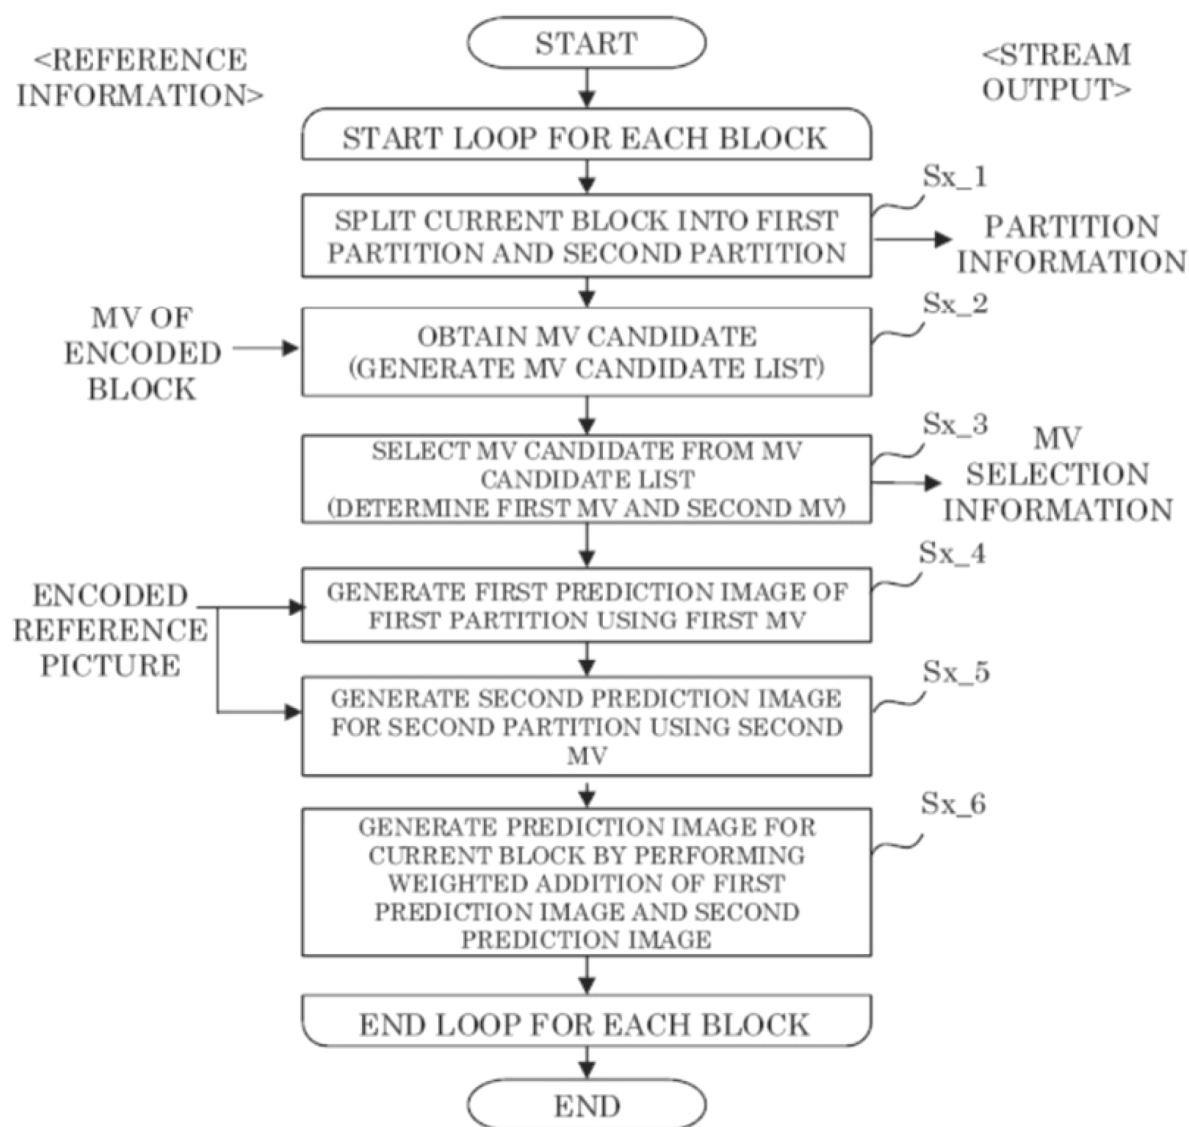 START
<REFERENCE
INFORMATION>
<STREAM
OUTPUT>
START LOOP FOR EACH BLOCK
Sx_1
SPLIT CURRENT BLOCK INTO FIRST
PARTITION AND SECOND PARTITION
PARTITION
INFORMATION
Sx_2
MV OF
ENCODED
BLOCK
OBTAIN MV CANDIDATE
(GENERATE MV CANDIDATE LIST)
Sx_3
SELECT MV CANDIDATE FROM MV
CANDIDATE LIST
(DETERMINE FIRST MV AND SECOND MV)
MV
SELECTION
INFORMATION
Sx_4
ENCODED
REFERENCE
PICTURE
GENERATE FIRST PREDICTION IMAGE OF
FIRST PARTITION USING FIRST MV
Sx_5
GENERATE SECOND PREDICTION IMAGE
FOR SECOND PARTITION USING SECOND
MV
Sx_6
GENERATE PREDICTION IMAGE FOR
CURRENT BLOCK BY PERFORMING
WEIGHTED ADDITION OF FIRST
PREDICTION IMAGE AND SECOND
PREDICTION IMAGE
END LOOP FOR EACH BLOCK
END